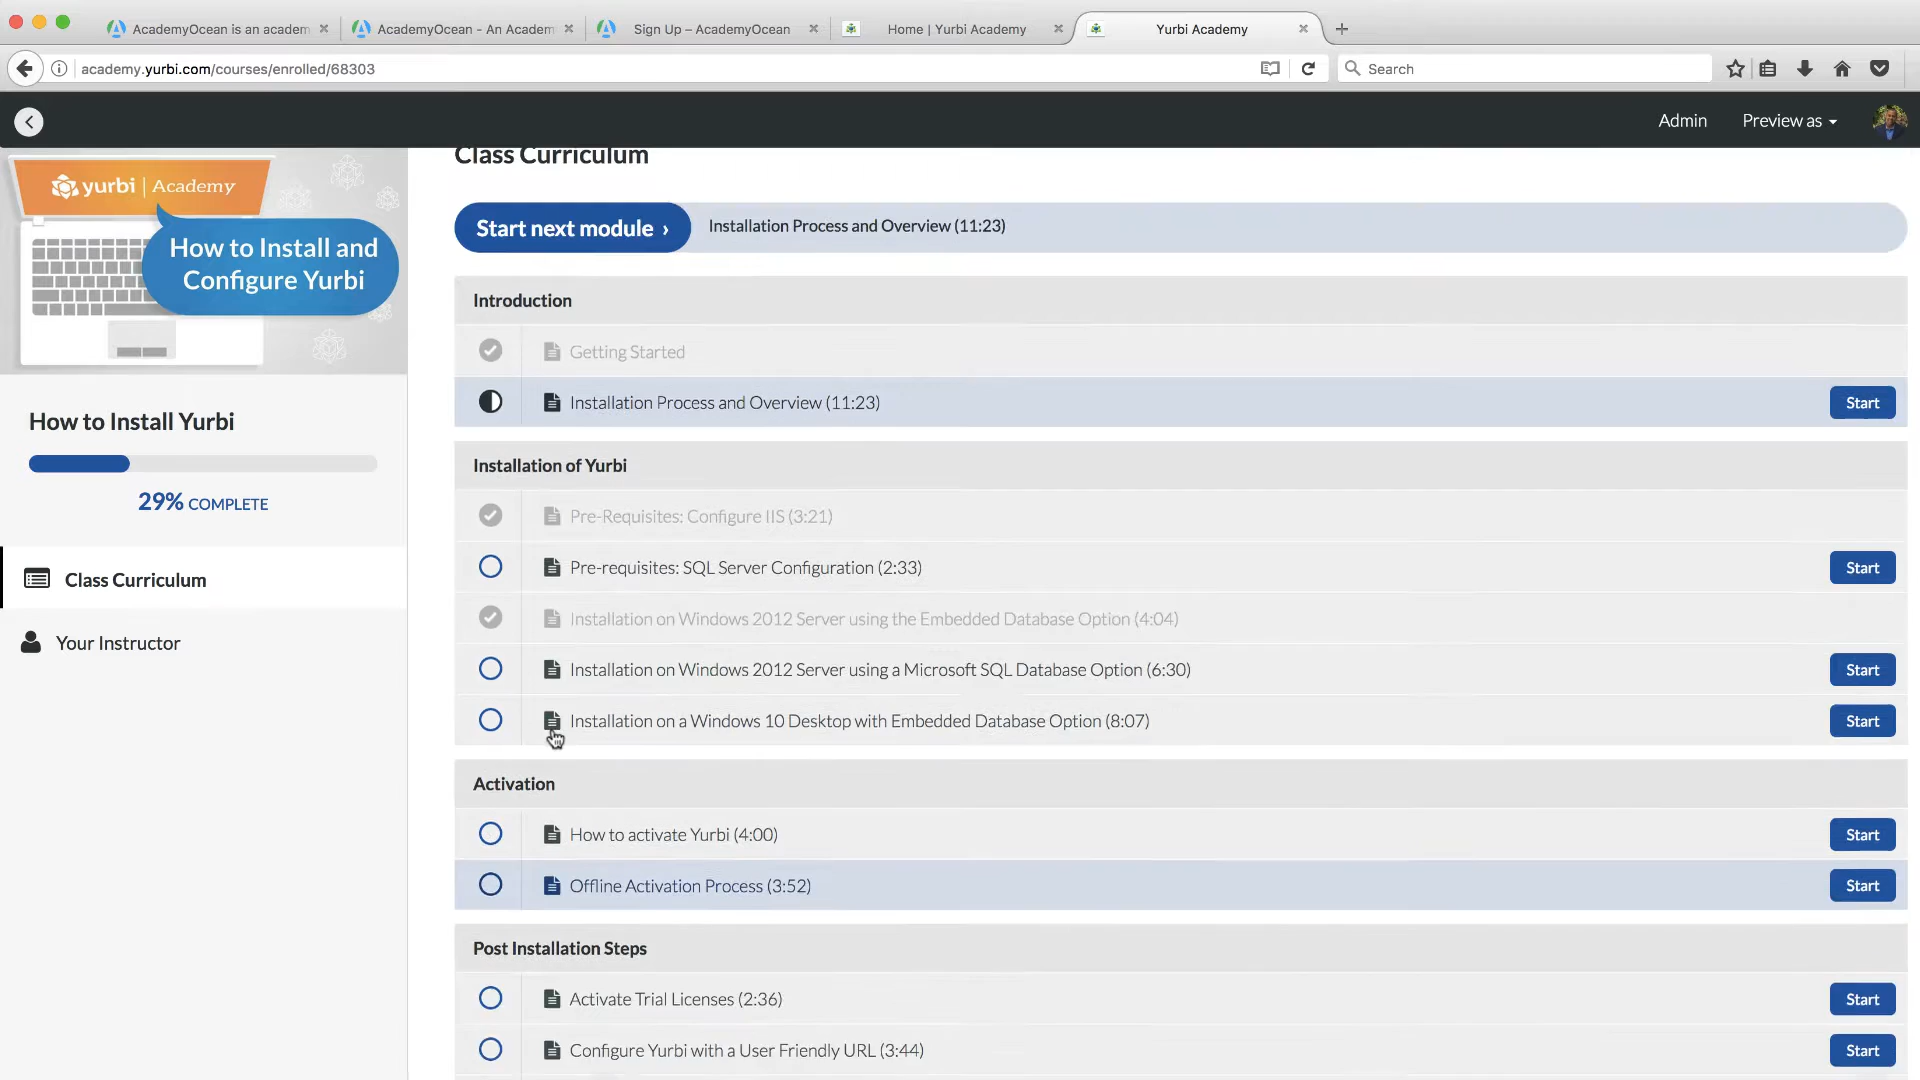 AcademyOcean is an academ
AcademyOcean - An Academ
Sign Up – AcademyOcean
Home | Yurbi Academy
Yurbi Academy
academy.yurbi.com/courses/enrolled/68303
Search
Admin
Preview as
yurbi | Academy
How to Install and
Configure Yurbi
How to Install Yurbi
29% COMPLETE
Class Curriculum
Your Instructor
Class Curriculum
Start next module ›
Installation Process and Overview (11:23)
Introduction
Getting Started
Installation Process and Overview (11:23)
Start
Installation of Yurbi
Pre-Requisites: Configure IIS (3:21)
Pre-requisites: SQL Server Configuration (2:33)
Start
Installation on Windows 2012 Server using the Embedded Database Option (4:04)
Installation on Windows 2012 Server using a Microsoft SQL Database Option (6:30)
Start
Installation on a Windows 10 Desktop with Embedded Database Option (8:07)
Start
Activation
How to activate Yurbi (4:00)
Start
Offline Activation Process (3:52)
Start
Post Installation Steps
Activate Trial Licenses (2:36)
Start
Configure Yurbi with a User Friendly URL (3:44)
Start